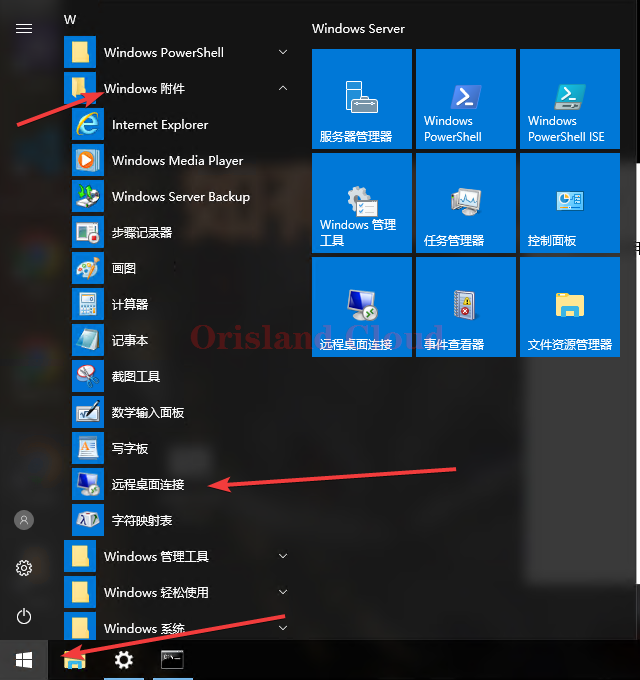 W
Windows PowerShell
Windows 附件
Internet Explorer
Windows Media Player
Windows Server Backup
步骤记录器
画图
计算器
记事本
截图工具
数学输入面板
写字板
远程桌面连接
字符映射表
Windows 管理工具
Windows 轻松使用
Windows 系统
Windows Server
服务器管理器
Windows
PowerShell
Windows
PowerShell ISE
Windows 管理
工具
任务管理器
控制面板
远程桌面连接
事件查看器
文件资源管理器
Orisland Cloud